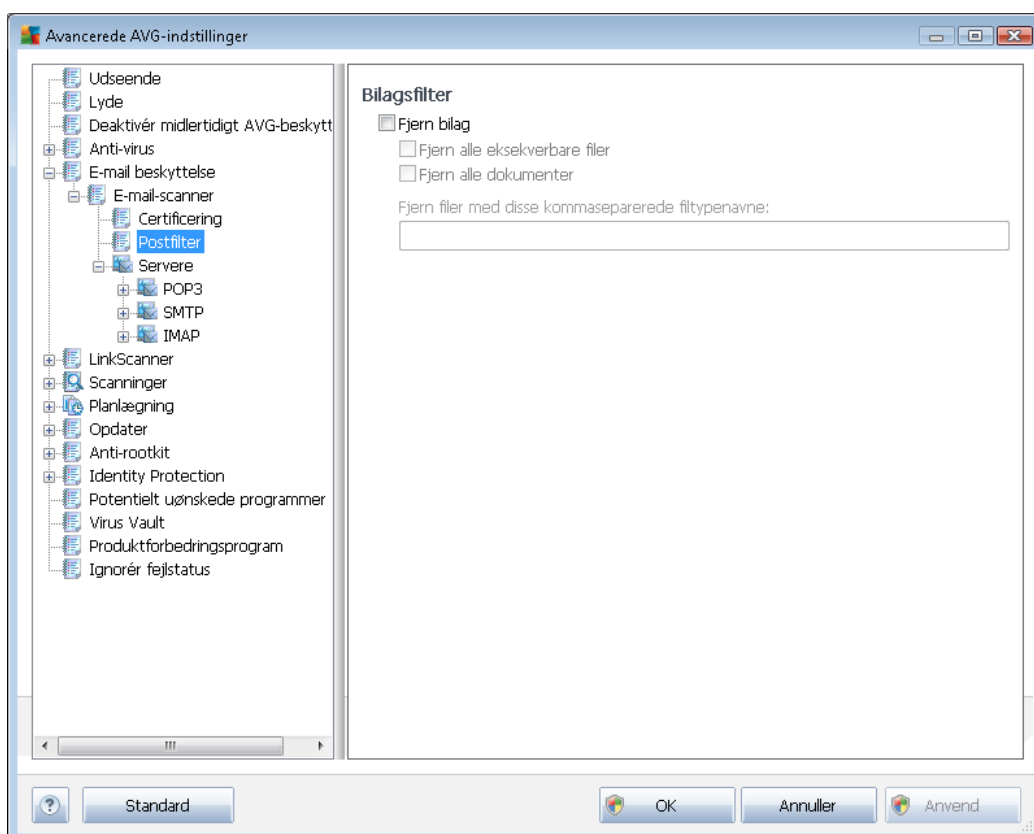 Avancerede AVG-indstillinger
Udseende
Lyde
Deaktivér midlertidigt AVG-beskytt
Anti-virus
E-mail beskyttelse
E-mail-scanner
Certificering
Postfilter
Servere
POP3
SMTP
IMAP
LinkScanner
Scanninger
Planlægning
Opdater
Anti-rootkit
Identity Protection
Potentielt uønskede programmer
Virus Vault
Produktforbedringsprogram
Ignorér fejlstatus
Bilagsfilter
Fjern bilag
Fjern alle eksekverbare filer
Fjern alle dokumenter
Fjern filer med disse kommaseparerede filtypenavne:
Standard
OK
Annuller
Anvend